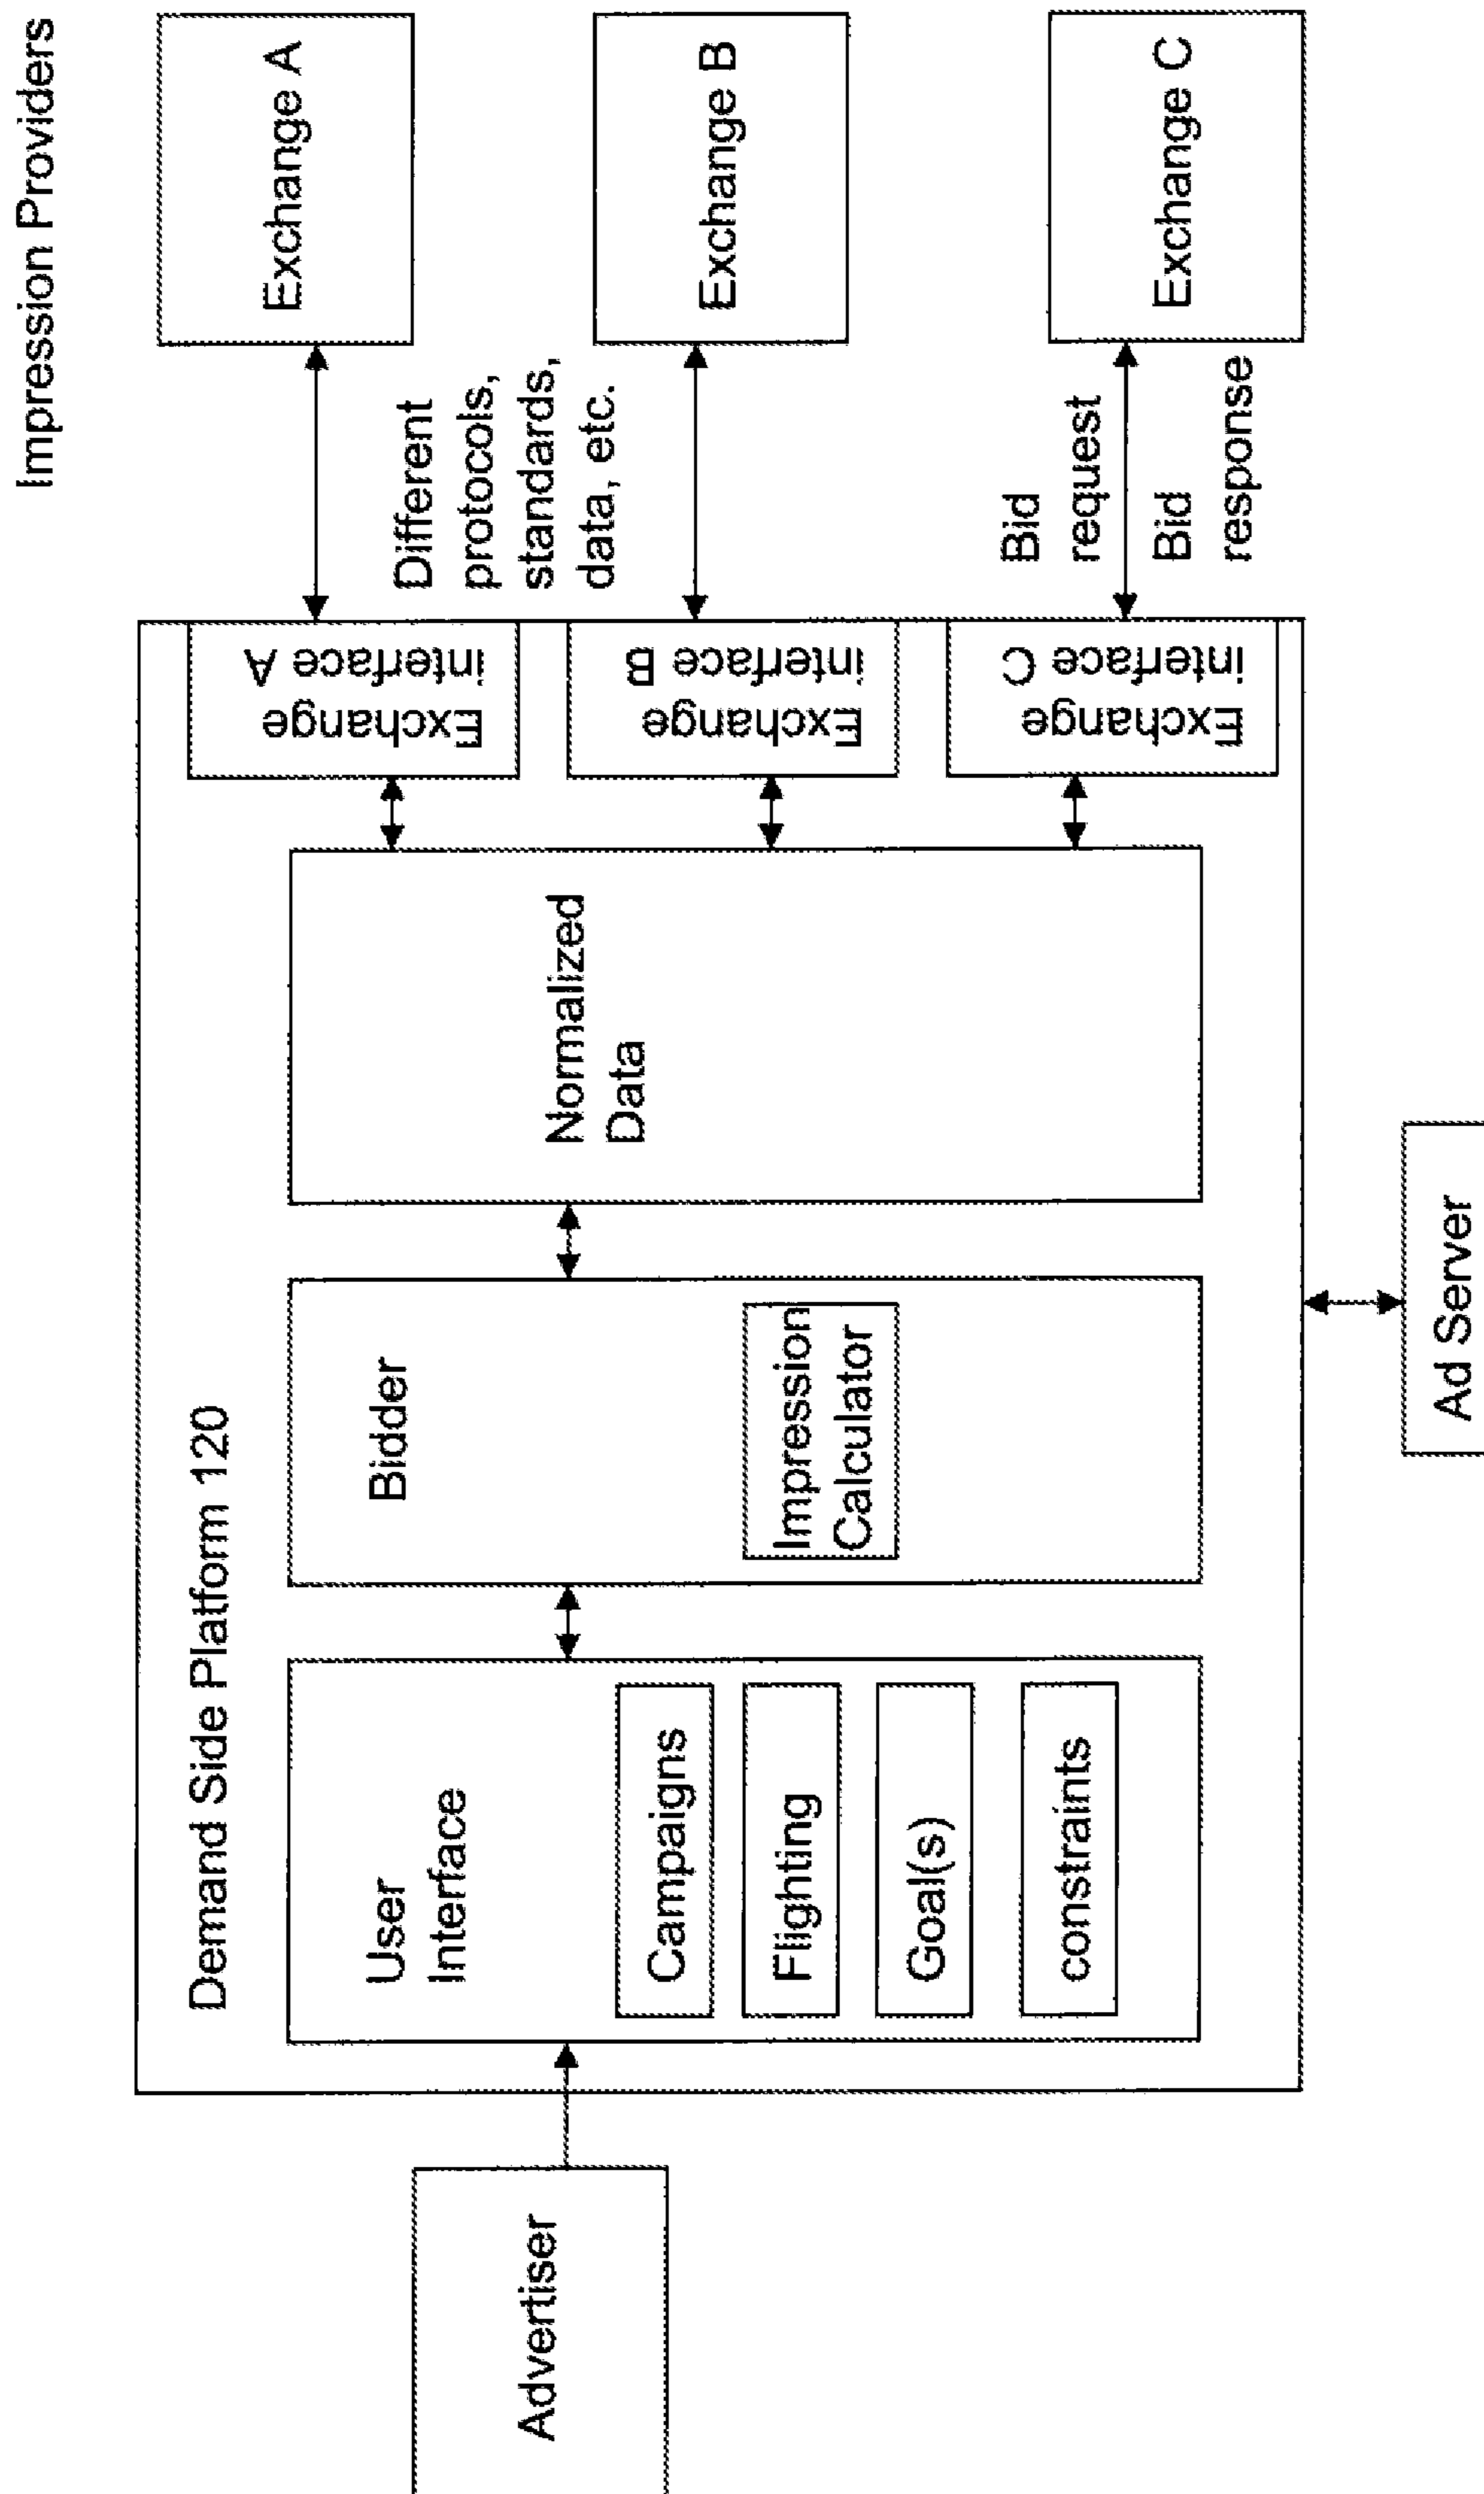 Impression Providers
Demand Side Platform 120
Advertiser
User
Interface
Campaigns
Flighting
Goal(s)
constraints
Bidder
Impression
Calculator
Normalized
Data
Exchange
interface A
Exchange
interface B
Exchange
interface C
Different
protocols,
standards,
data, etc.
Bid
request
Bid
response
Exchange A
Exchange B
Exchange C
Ad Server